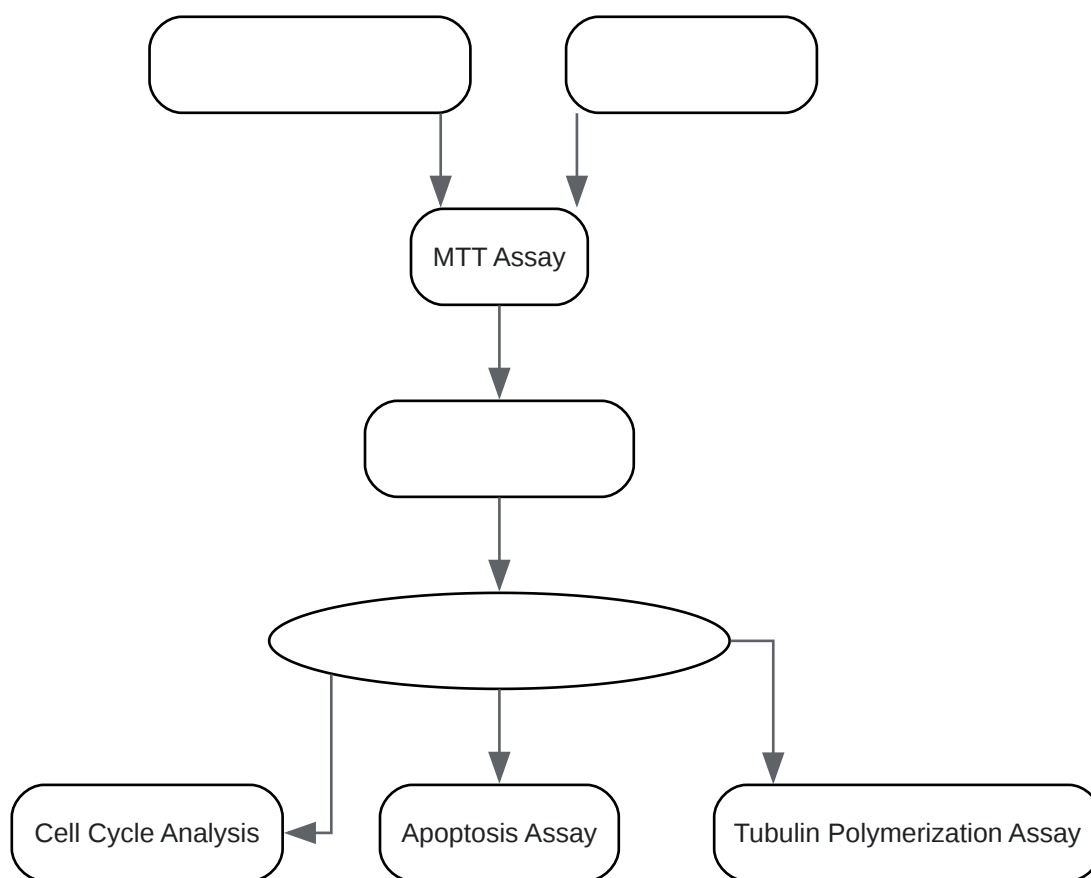 MTT Assay
Cell Cycle Analysis
Apoptosis Assay
Tubulin Polymerization Assay